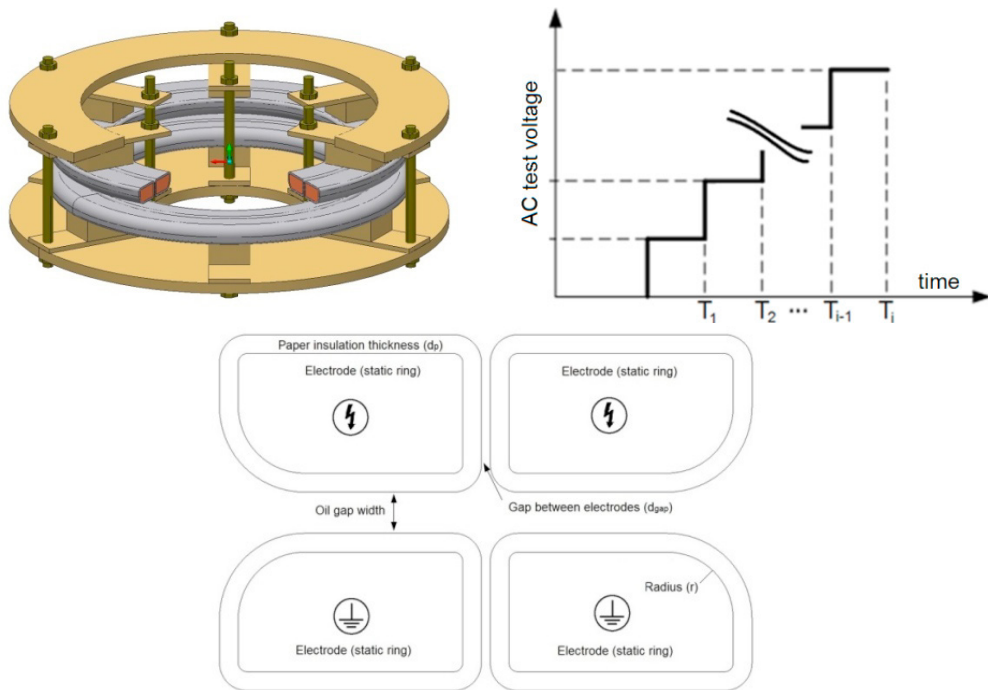 AC test voltage
time
T1
T2
...
Ti-1
Ti
Paper insulation thickness (dp)
Electrode (static ring)
Electrode (static ring)
Oil gap width
Gap between electrodes (dgap)
Radius (r)
Electrode (static ring)
Electrode (static ring)